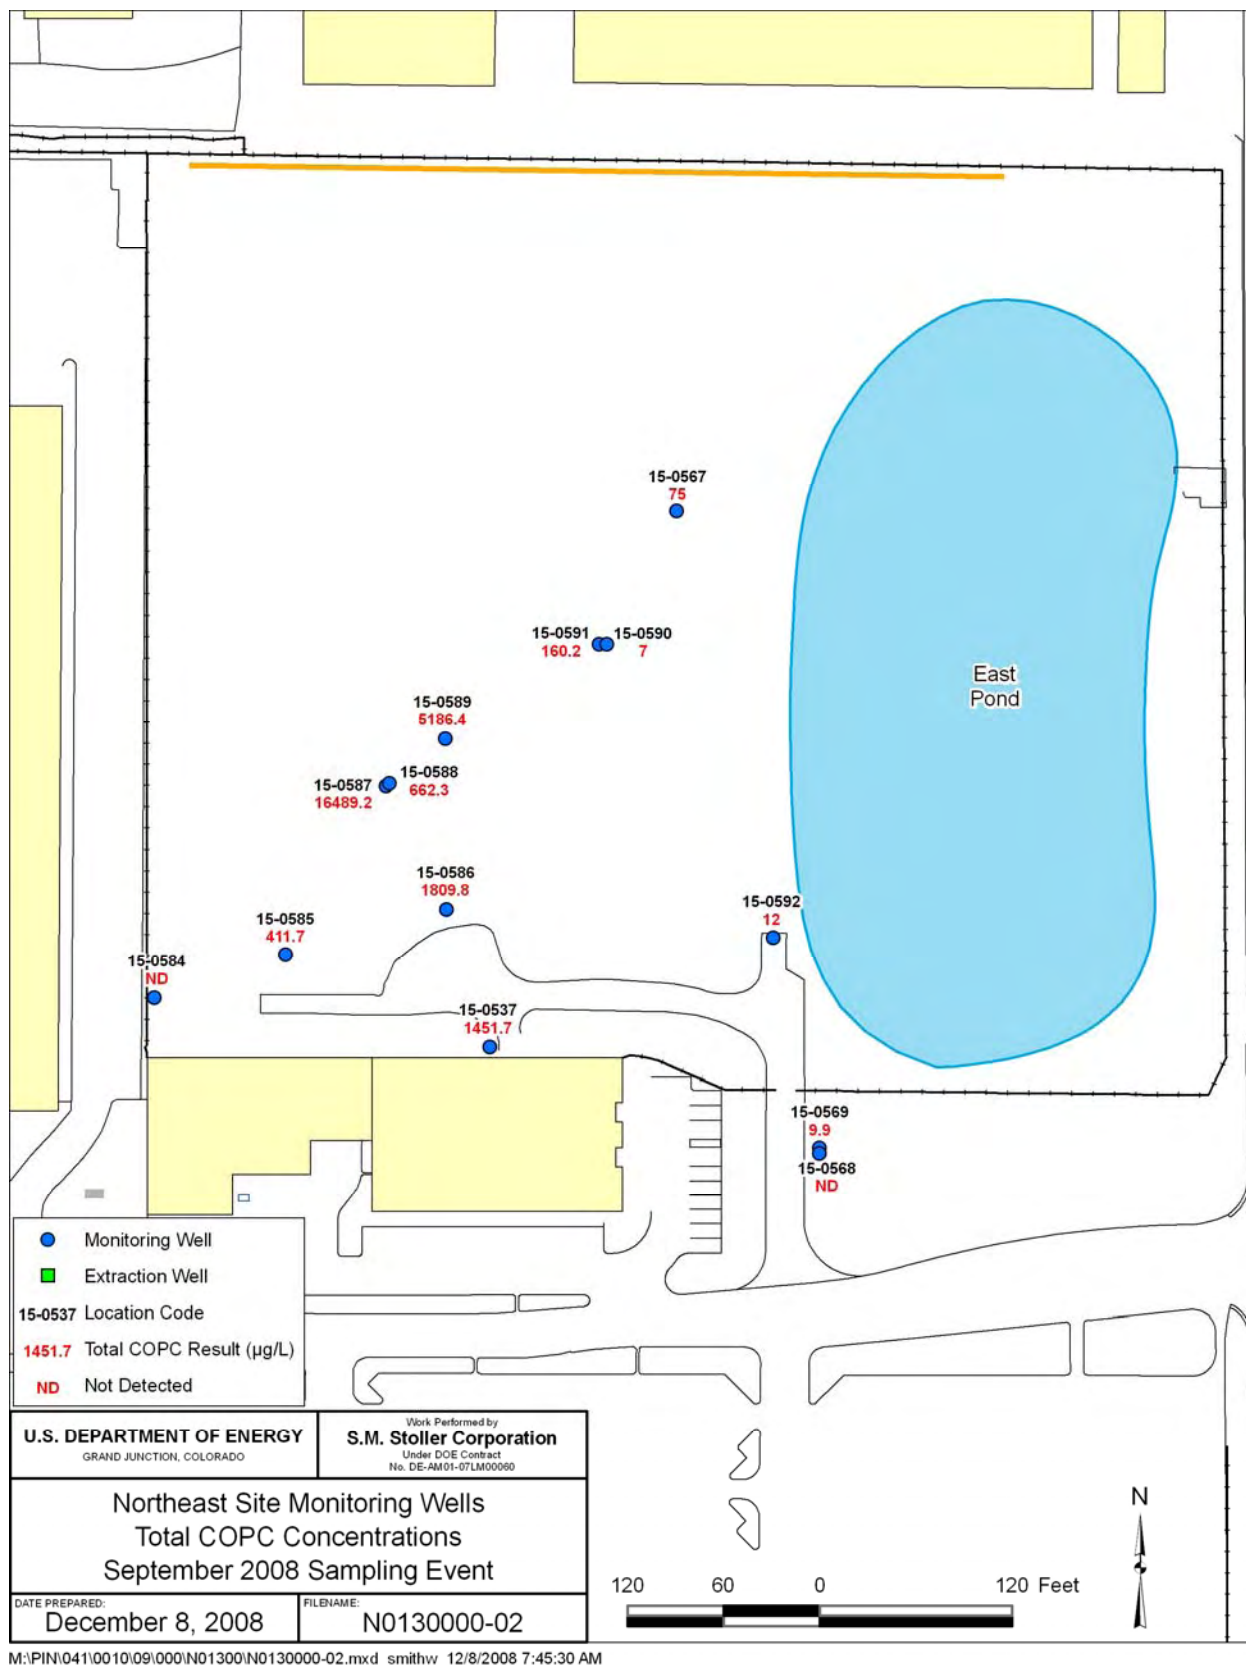 15-0567
75
15-0591
160.2
15-0590
7
East
Pond
15-0589
5186.4
15-0588
662.3
15-0587
16489.2
15-0586
1809.8
15-0592
12
15-0585
411.7
15-0584
ND
15-0537
1451.7
15-0569
9.9
15-0568
ND
Monitoring Well
Extraction Well
15-0537 Location Code
1451.7 Total COPC Result (µg/L)
ND Not Detected
U.S. DEPARTMENT OF ENERGY
GRAND JUNCTION, COLORADO
Work Performed by
S.M. Stoller Corporation
Under DOE Contract
No. DE-AM01-07LM00060
Northeast Site Monitoring Wells
Total COPC Concentrations
September 2008 Sampling Event
DATE PREPARED:
December 8, 2008
FILENAME:
N0130000-02
120 60 0 120 Feet
N
M:\PIN\041\0010\09\000\N01300\N0130000-02.mxd smithw 12/8/2008 7:45:30 AM